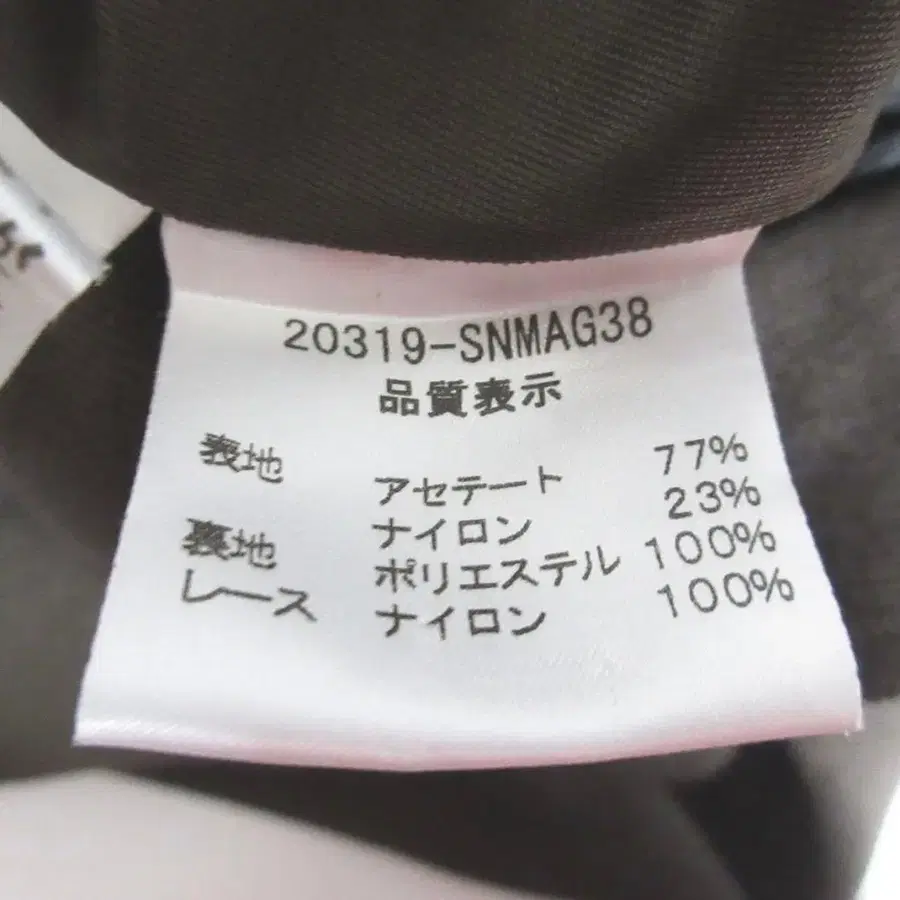 20319-SNMAG38
品質表示
表地 アセテート 77%
ナイロン 23%
裏地 ポリエステル 100%
レース ナイロン 100%